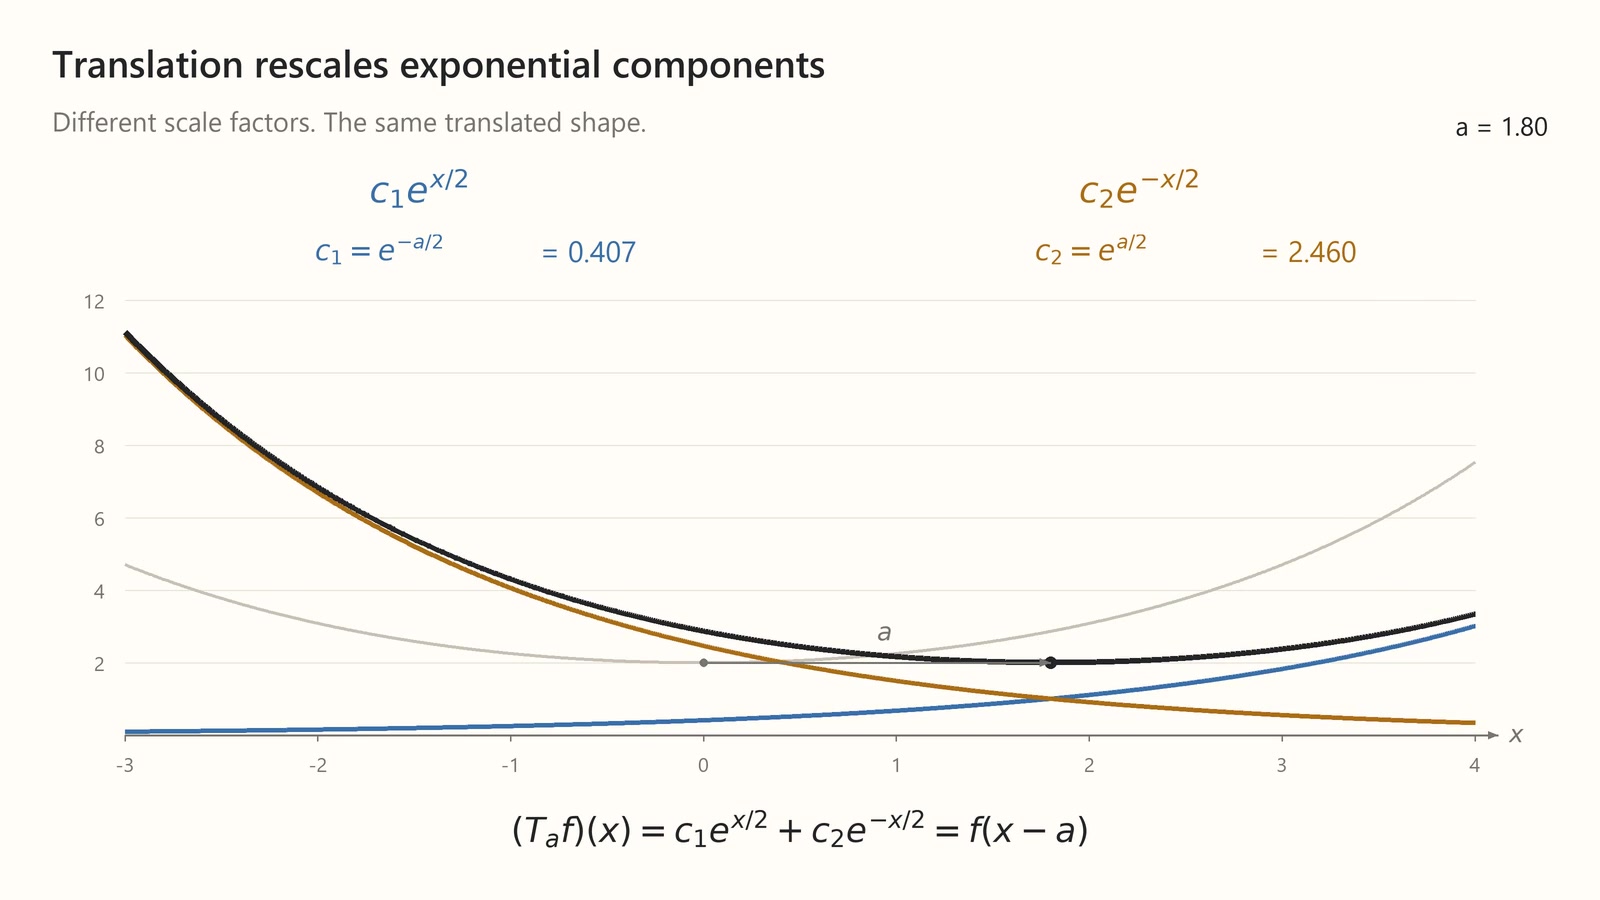 Translation rescales exponential components
Different scale factors. The same translated shape.
a = 1.80
c₁e^{x/2}
c₂e^{−x/2}
c₁ = e^{−a/2} = 0.407
c₂ = e^{a/2} = 2.460
12
10
8
6
4
2
a
x
-3 -2 -1 0 1 2 3 4
(Tₐf)(x) = c₁e^{x/2} + c₂e^{−x/2} = f(x − a)